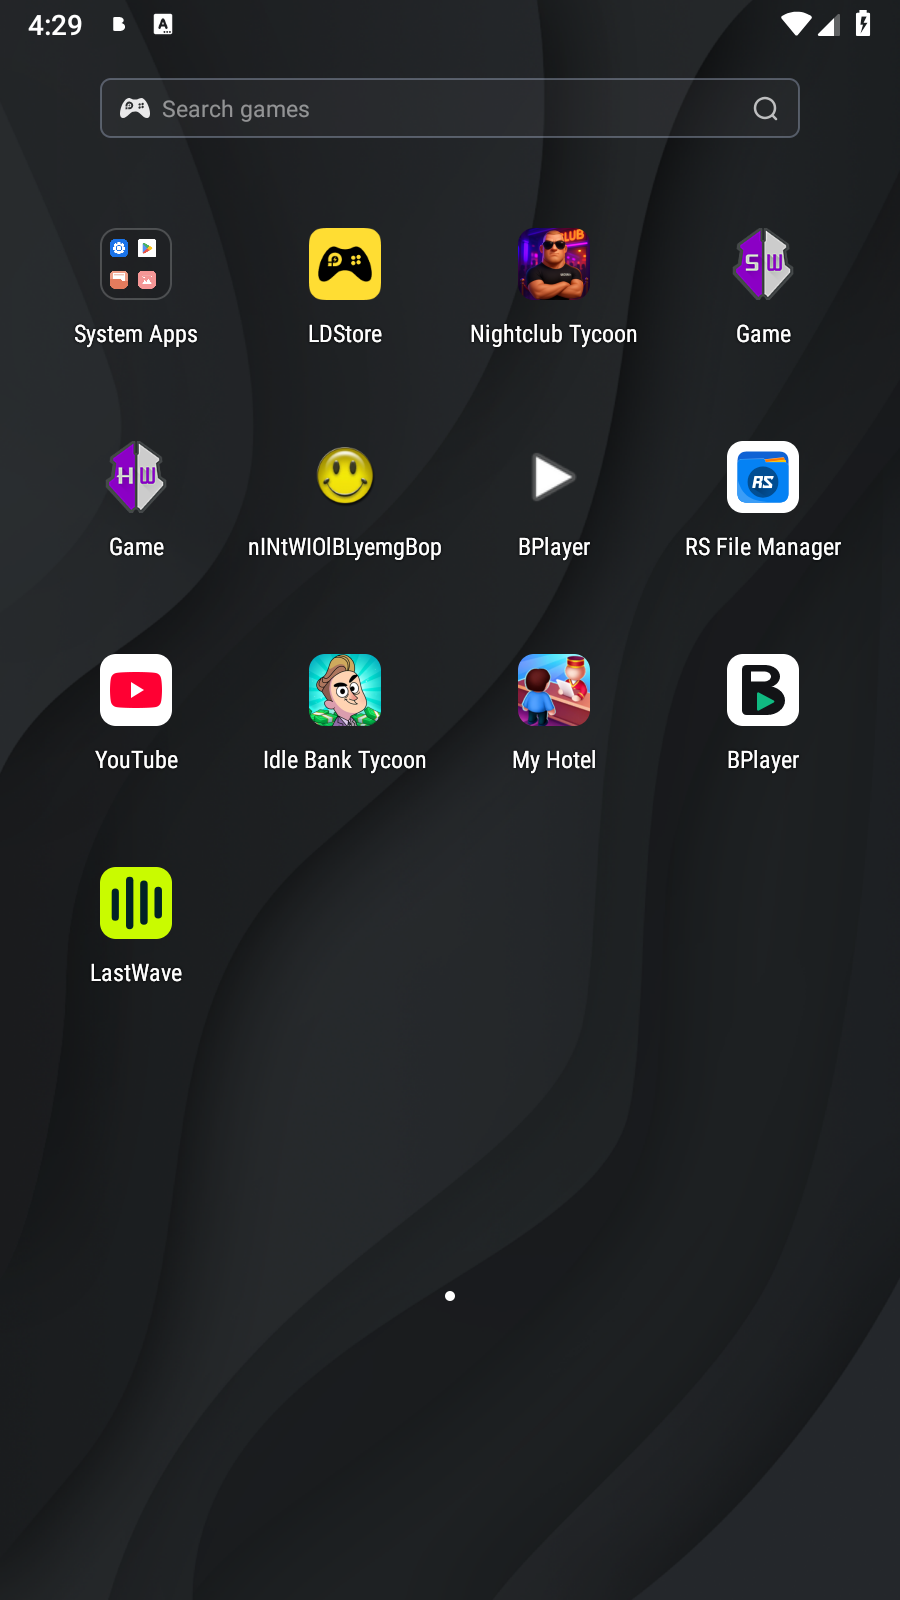 4:29
Search games
System Apps
LDStore
Nightclub Tycoon
Game
Game
nINtWIOlBLyemgBop
BPlayer
RS File Manager
YouTube
Idle Bank Tycoon
My Hotel
BPlayer
LastWave